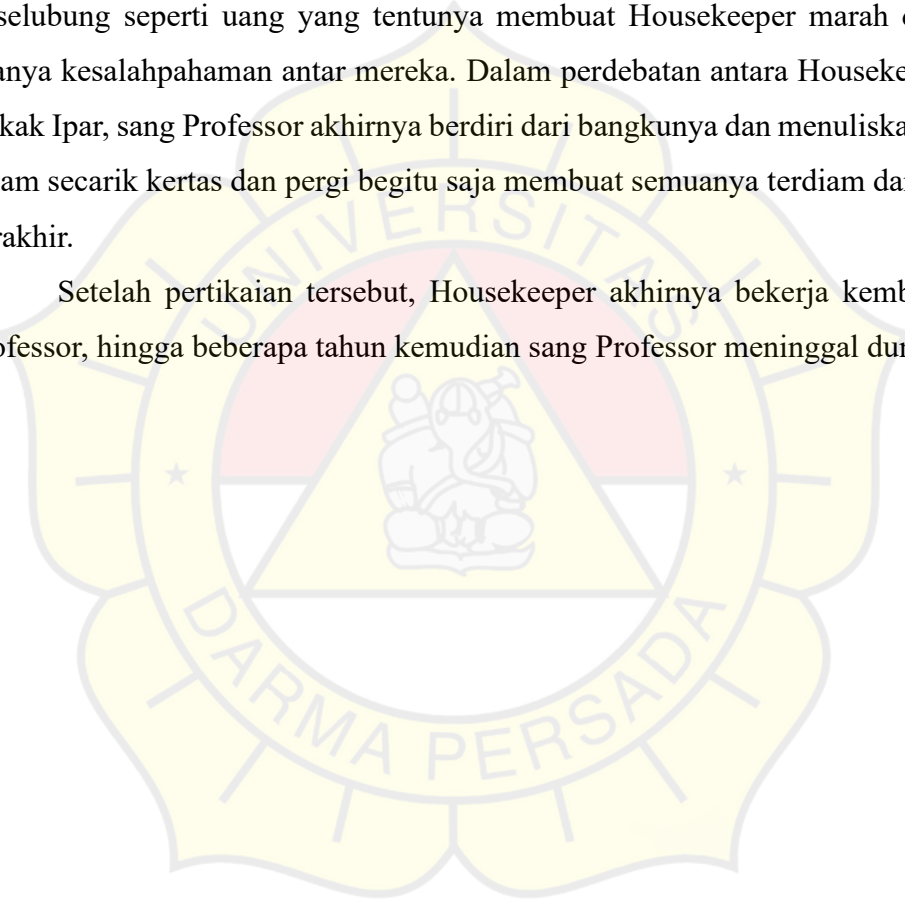 selubung seperti uang yang tentunya membuat Housekeeper marah
anya kesalahpahaman antar mereka. Dalam perdebatan antara Houseke
kak Ipar, sang Professor akhirnya berdiri dari bangkunya dan menuliska
am secarik kertas dan pergi begitu saja membuat semuanya terdiam da
rakhir.
Setelah pertikaian tersebut, Housekeeper akhirnya bekerja kemb
ofessor, hingga beberapa tahun kemudian sang Professor meninggal du
UNIVERSITAS
DARMA PERSADA